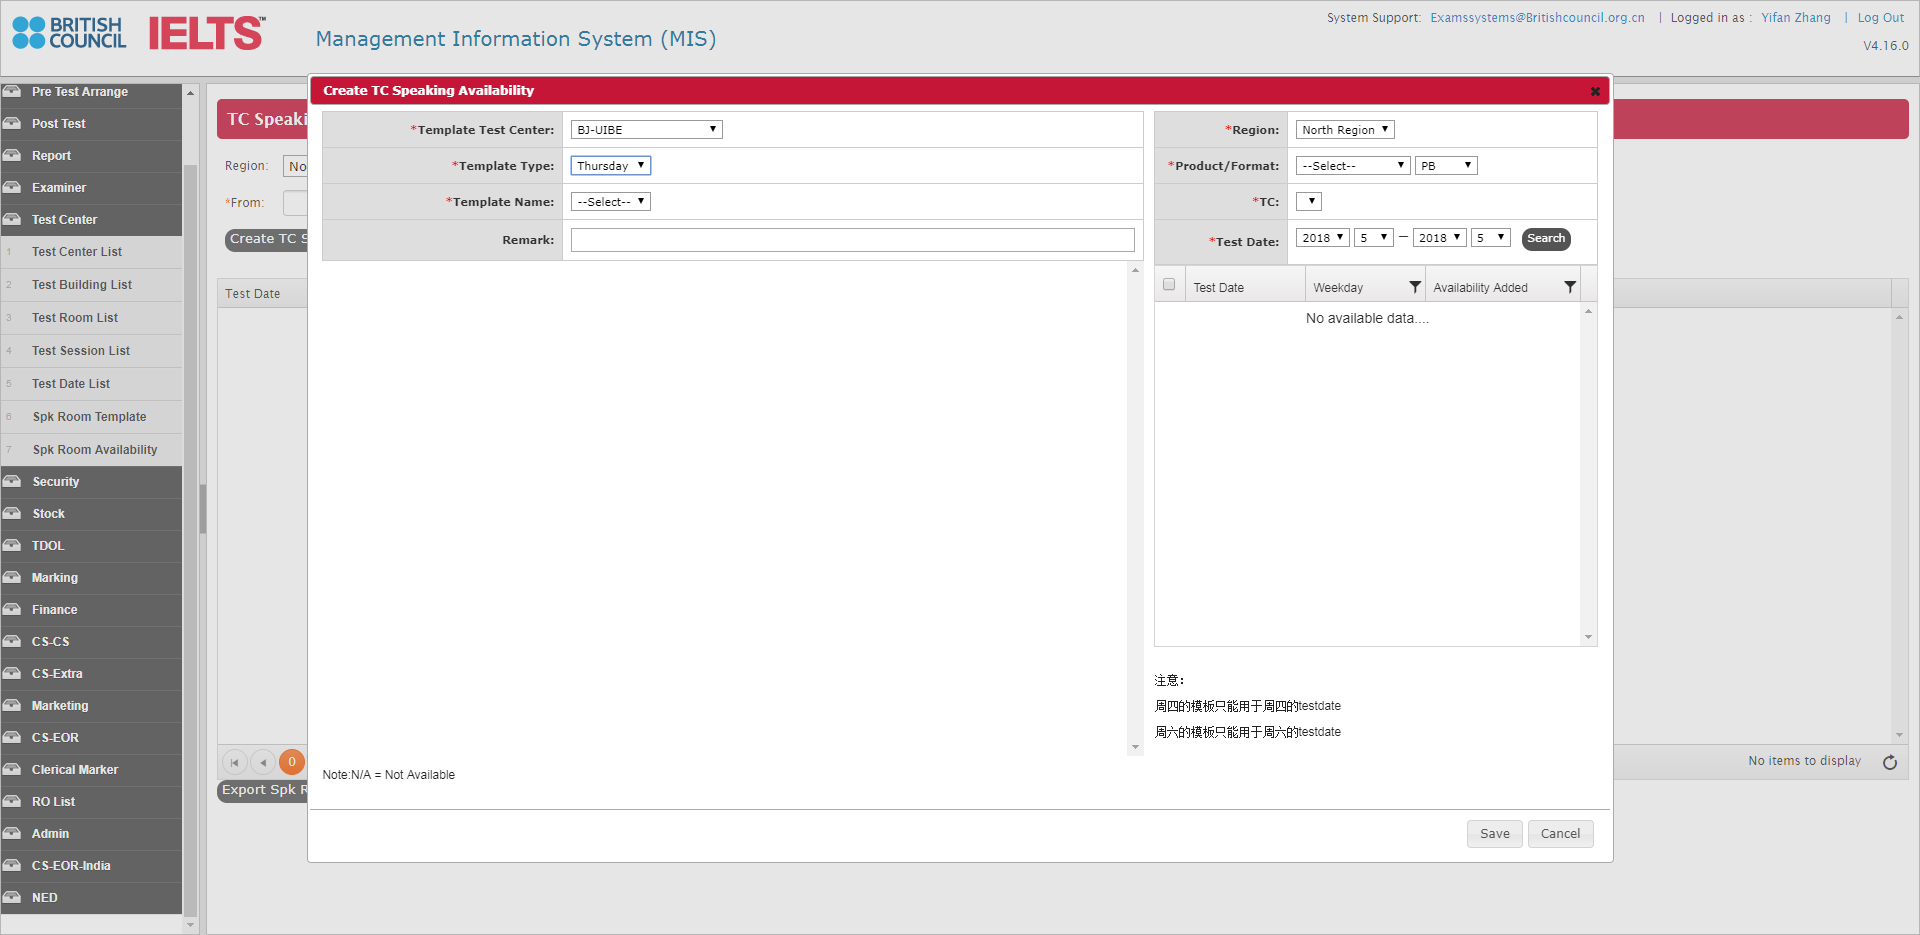 BRITISH
COUNCIL
IELTS™
Management Information System (MIS)
System Support: Examssystems@Britishcouncil.org.cn | Logged in as : Yifan Zhang | Log Out
V4.16.0
Pre Test Arrange
Post Test
Report
Examiner
Test Center
1 Test Center List
2 Test Building List
3 Test Room List
4 Test Session List
5 Test Date List
6 Spk Room Template
7 Spk Room Availability
Security
Stock
TDOL
Marking
Finance
CS-CS
CS-Extra
Marketing
CS-EOR
Clerical Marker
RO List
Admin
CS-EOR-India
NED
TC Speaki
Region: No
*From:
Create TC S
Test Date
0
No items to display
Export Spk R
Create TC Speaking Availability
*Template Test Center: BJ-UIBE
*Template Type: Thursday
*Template Name: --Select--
Remark:
Note:N/A = Not Available
*Region: North Region
*Product/Format: --Select-- PB
*TC:
*Test Date: 2018 5 — 2018 5 Search
Test Date Weekday Availability Added
No available data....
注意：
周四的模板只能用于周四的testdate
周六的模板只能用于周六的testdate
Save Cancel